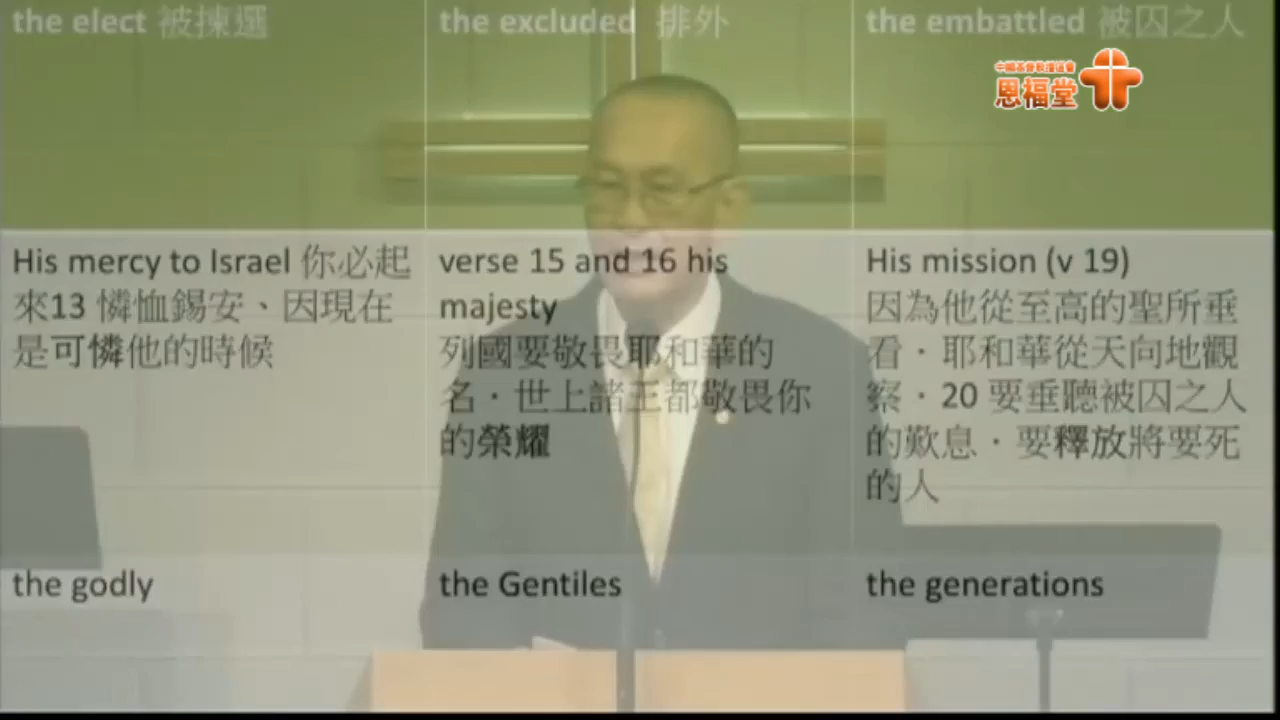 the elect 被揀選
the excluded 排外
the embattled 被囚之人
恩福堂
His mercy to Israel 你必起
來13 憐恤錫安、因現在
是可憐他的時候
verse 15 and 16 his
majesty
列國要敬畏耶和華的
名．世上諸王都敬畏你
的榮耀
His mission (v 19)
因為他從至高的聖所垂
看．耶和華從天向地觀
察．20 要垂聽被囚之人
的歎息．要釋放將要死
的人
the godly
the Gentiles
the generations